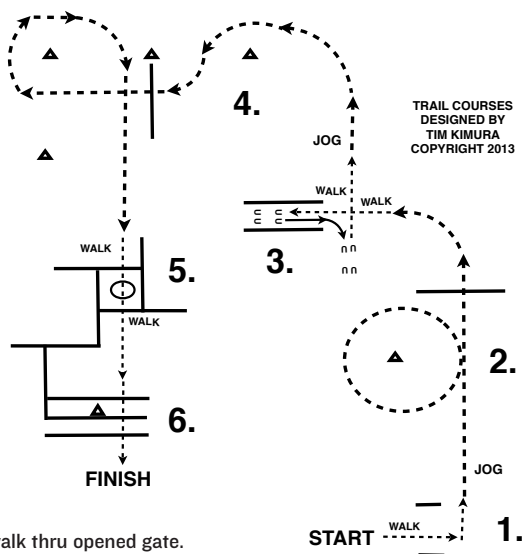 4.
TRAIL COURSES
DESIGNED BY
TIM KIMURA
COPYRIGHT 2013
JOG
WALK
WALK
3.
WALK
5.
WALK
2.
6.
FINISH
JOG
walk thru opened gate.
START
WALK
1.